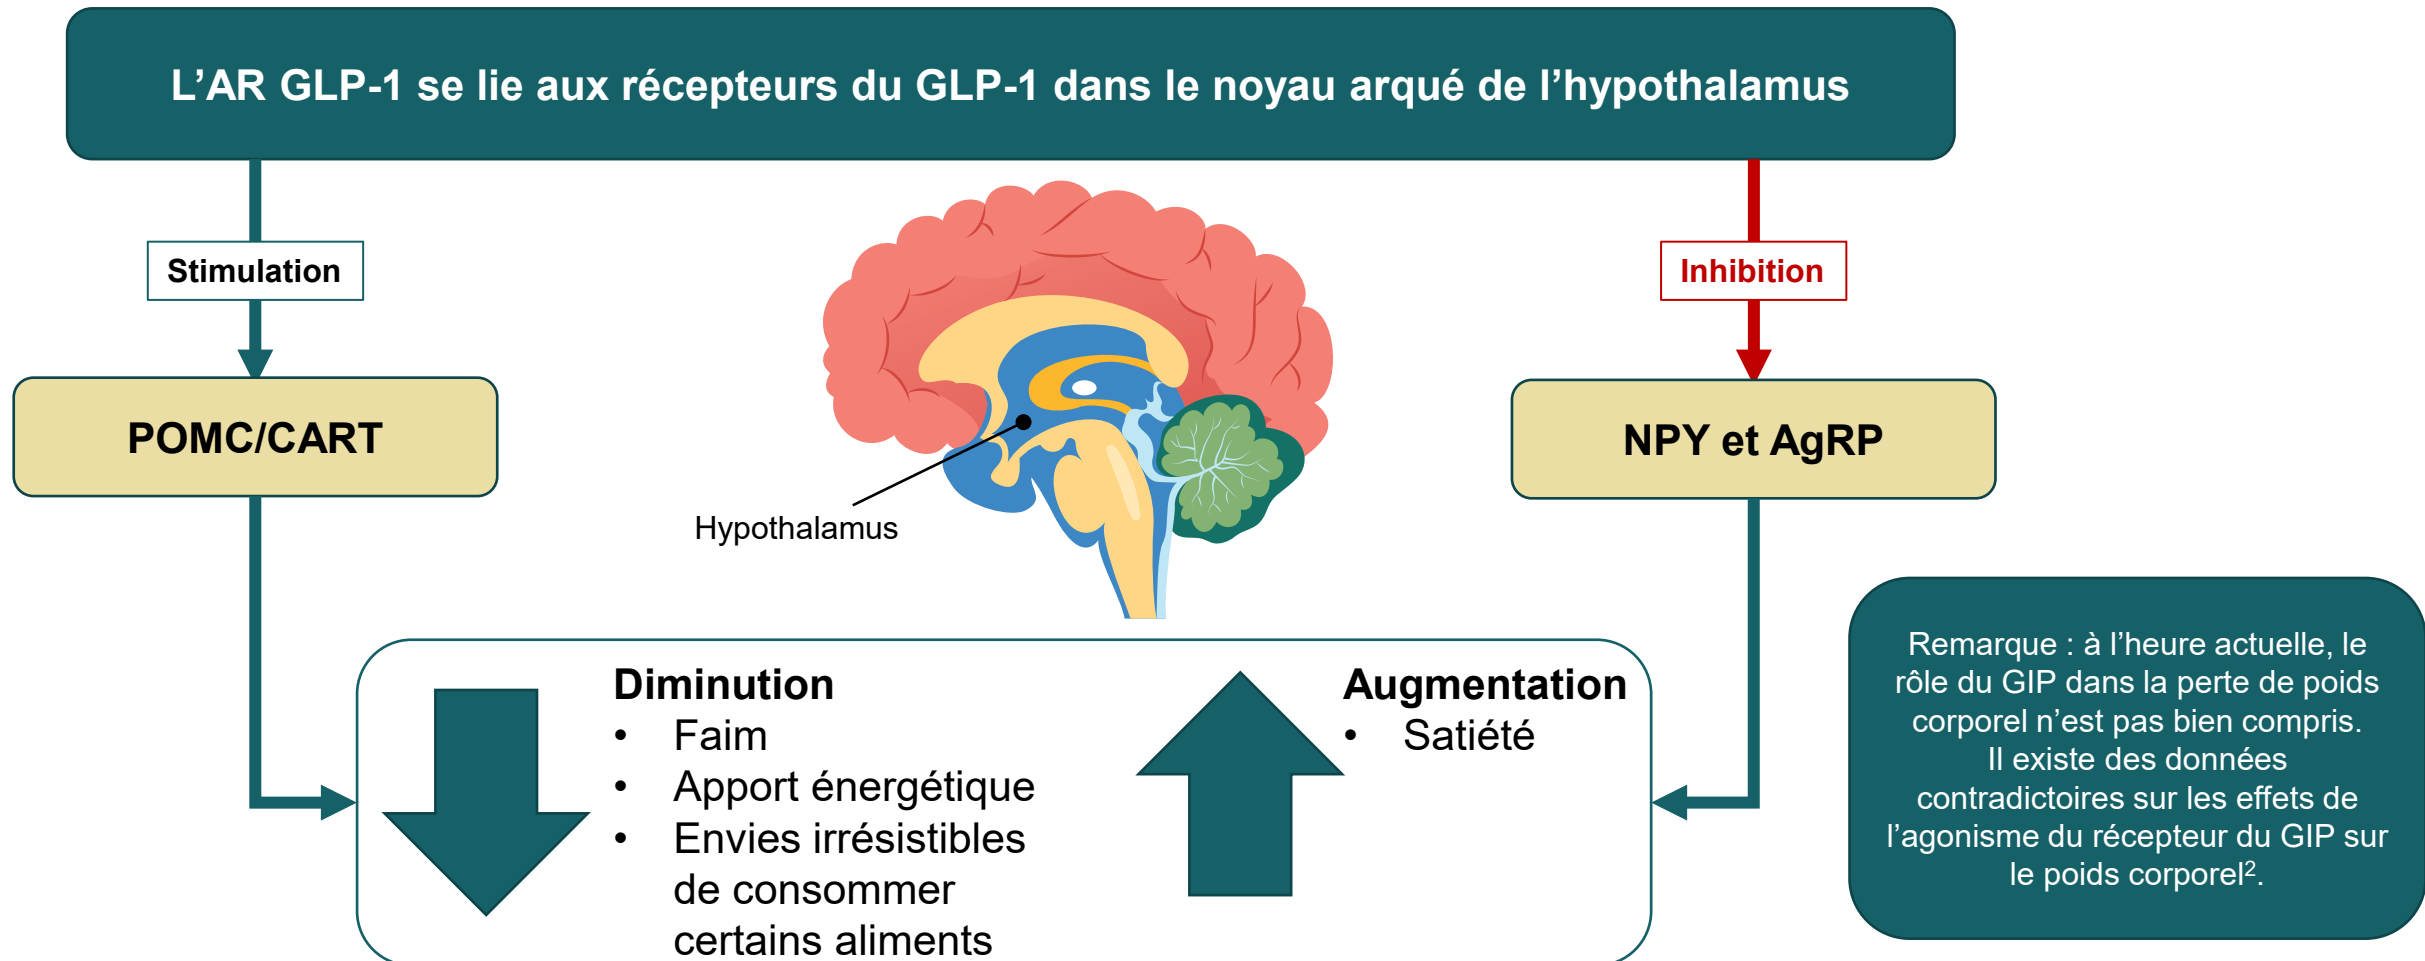 L’AR GLP-1 se lie aux récepteurs du GLP-1 dans le noyau arqué de l’hypothalamus
Stimulation
Inhibition
POMC/CART
NPY et AgRP
Hypothalamus
Diminution
• Faim
• Apport énergétique
• Envies irrésistibles
de consommer
certains aliments
Augmentation
• Satiété
Remarque : à l’heure actuelle, le
rôle du GIP dans la perte de poids
corporel n’est pas bien compris.
Il existe des données
contradictoires sur les effets de
l’agonisme du récepteur du GIP sur
le poids corporel².